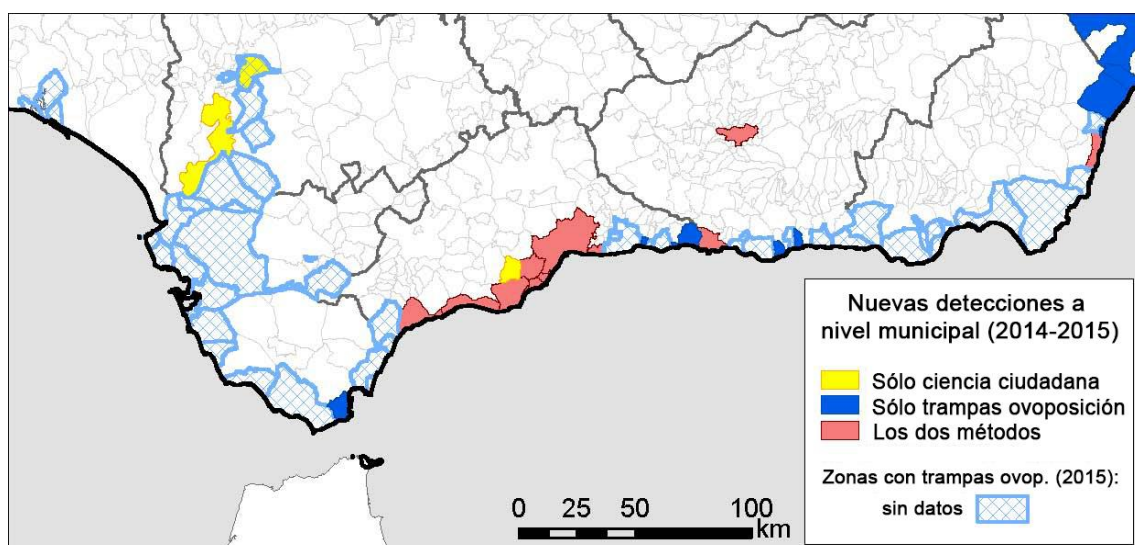 Nuevas detecciones a
nivel municipal (2014-2015)
Sólo ciencia ciudadana
Sólo trampas ovoposición
Los dos métodos
Zonas con trampas ovop. (2015):
sin datos
0 25 50 100
km